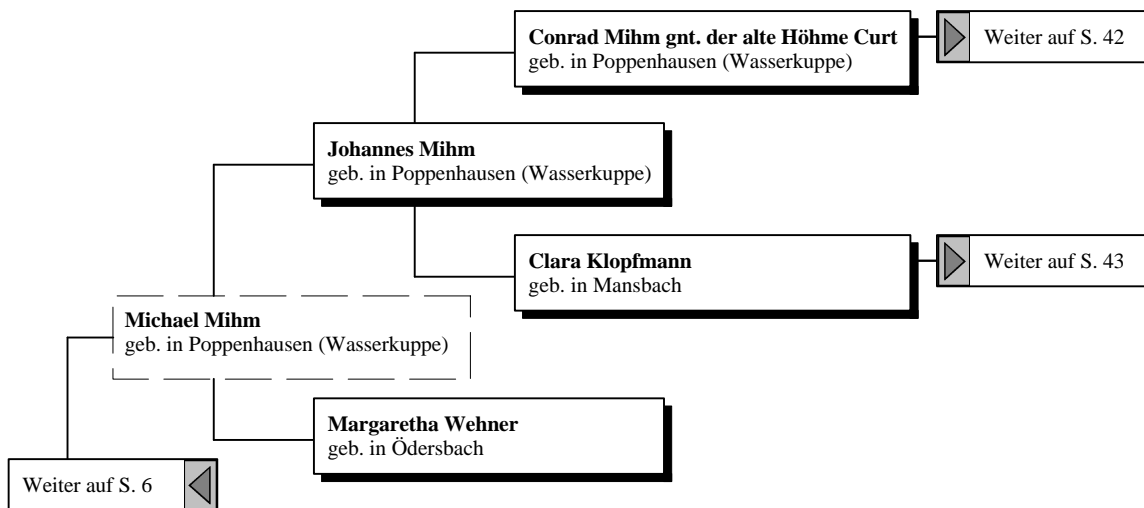 Conrad Mihm gnt. der alte Höhme Curt
geb. in Poppenhausen (Wasserkuppe)
Weiter auf S. 42
Johannes Mihm
geb. in Poppenhausen (Wasserkuppe)
Clara Klopfmann
geb. in Mansbach
Weiter auf S. 43
Michael Mihm
geb. in Poppenhausen (Wasserkuppe)
Margaretha Wehner
geb. in Ödersbach
Weiter auf S. 6